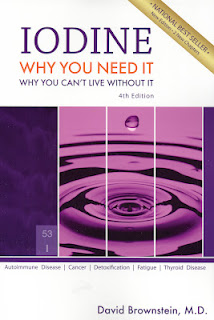 IODINE
NATIONAL BEST SELLER
WHY YOU NEED IT
WHY YOU CAN'T LIVE WITHOUT IT
4th Edition
53
I
Autoimmune Disease | Cancer | Detoxification | Fatigue | Thyroid Disease
David Brownstein, M.D.